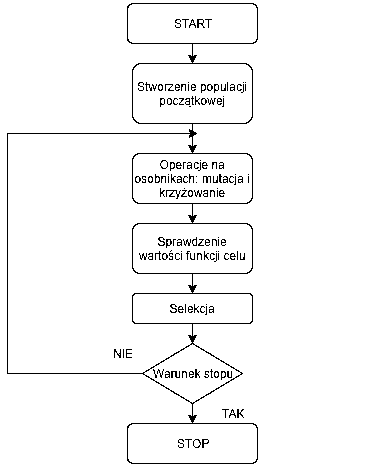 START
Stworzenie populacji
początkowej
Operacje na
osobnikach: mutacja i
krzyżowanie
Sprawdzenie
wartości funkcji celu
Selekcja
NIE
Warunek stopu
TAK
STOP